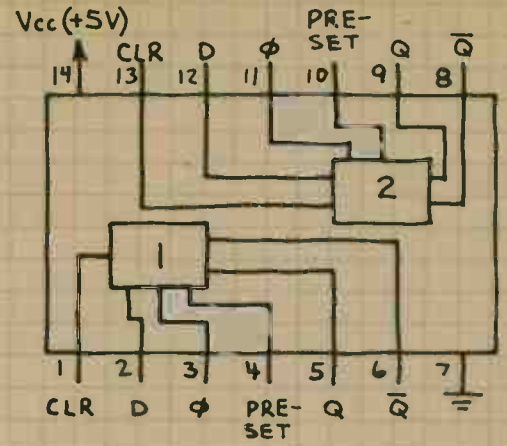 Vcc (+5V)
PRE-
SET
CLR D Φ Q Q̅
14 13 12 11 10 9 8
2
1
1 2 3 4 5 6 7
CLR D Φ PRE- Q Q̅
SET